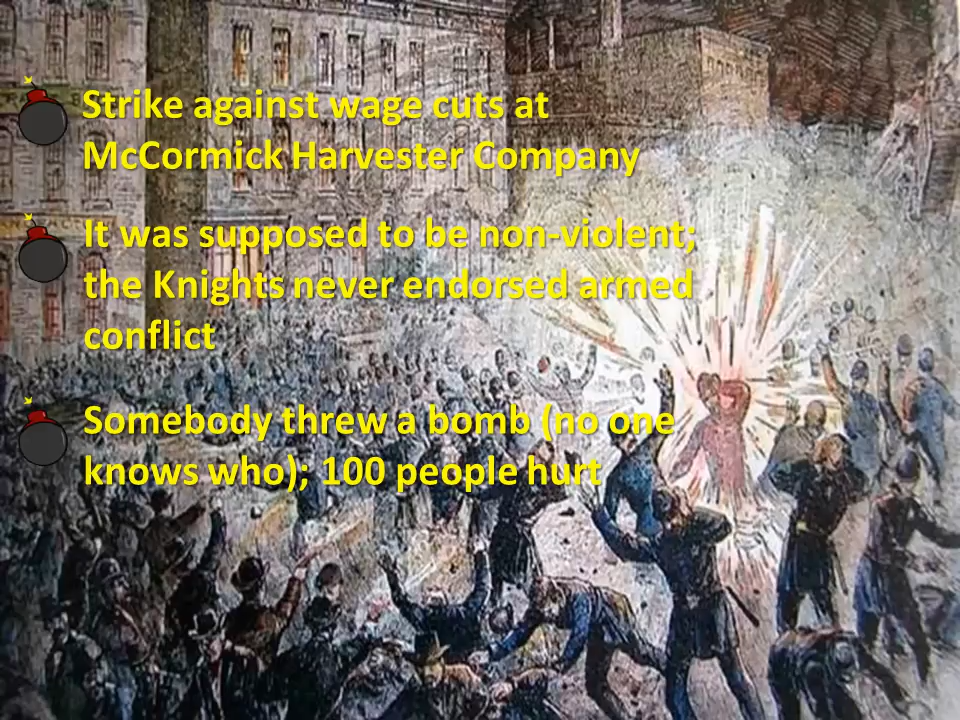 Strike against wage cuts at
McCormick Harvester Company
It was supposed to be non-violent;
the Knights never endorsed armed
conflict
Somebody threw a bomb (no one
knows who); 100 people hurt